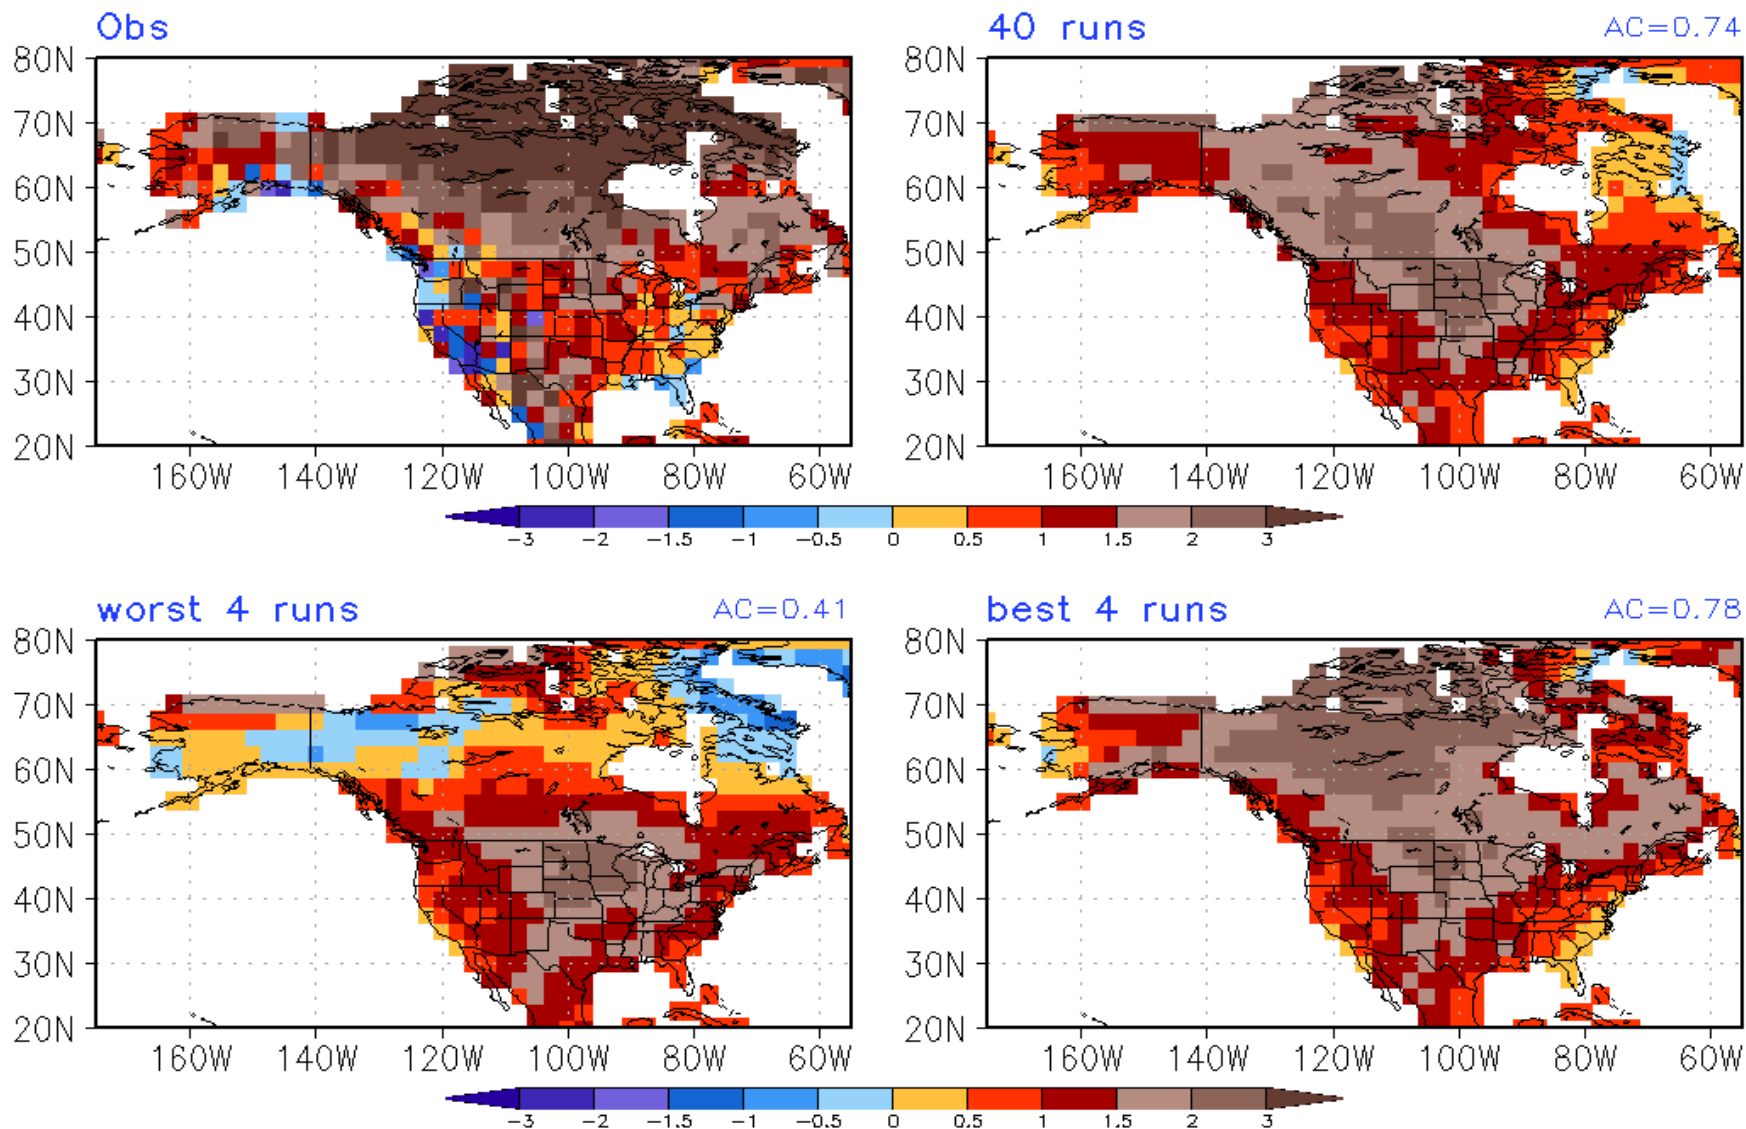 Obs
40 runs AC=0.74
80N 80N
70N 70N
60N 60N
50N 50N
40N 40N
30N 30N
20N 20N
160W 140W 120W 100W 80W 60W 160W 140W 120W 100W 80W 60W
-3 -2 -1.5 -1 -0.5 0 0.5 1 1.5 2 3
worst 4 runs AC=0.41
best 4 runs AC=0.78
80N 80N
70N 70N
60N 60N
50N 50N
40N 40N
30N 30N
20N 20N
160W 140W 120W 100W 80W 60W 160W 140W 120W 100W 80W 60W
-3 -2 -1.5 -1 -0.5 0 0.5 1 1.5 2 3